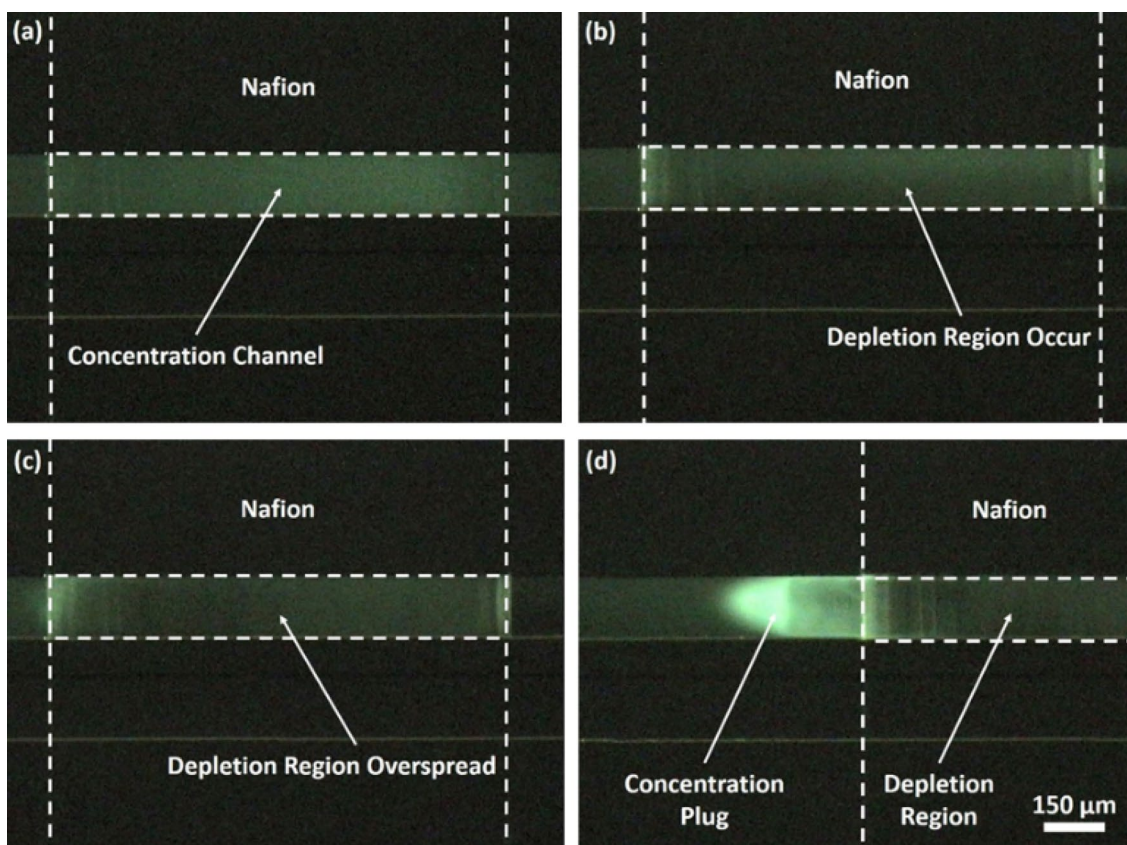 (a)
Nafion
Concentration Channel
(b)
Nafion
Depletion Region Occur
(c)
Nafion
Depletion Region Overspread
(d)
Nafion
Concentration
Plug
Depletion
Region
150 μm